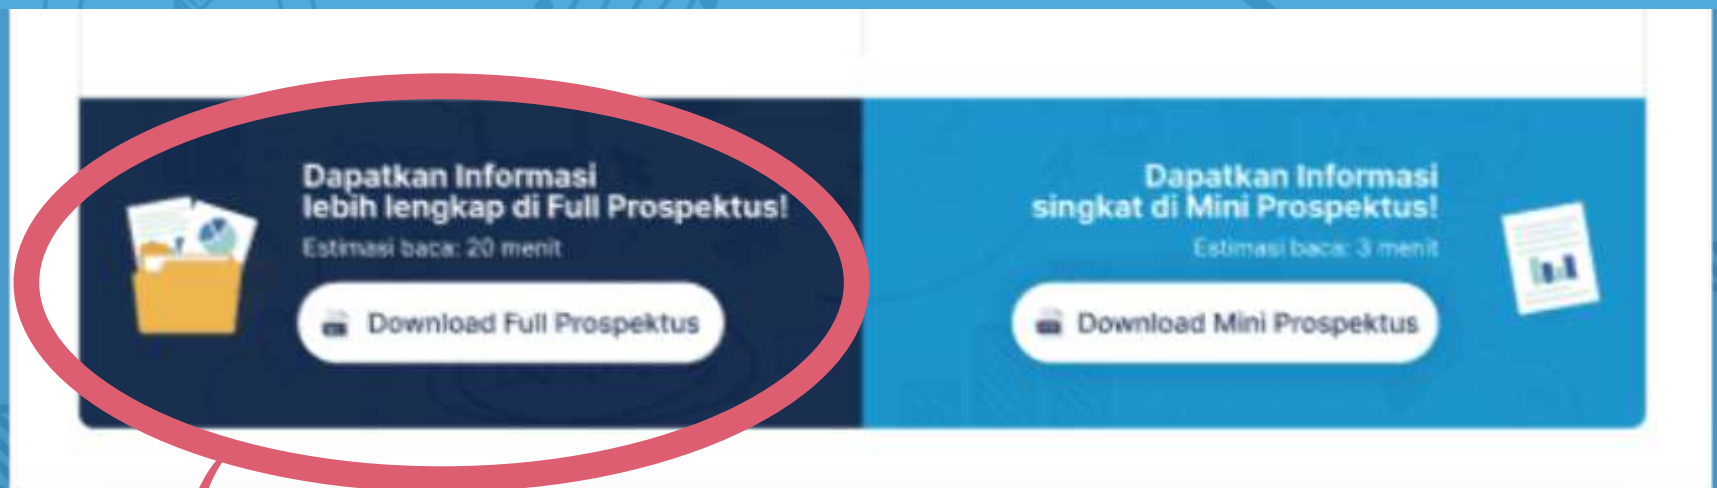 Dapatkan Informasi
lebih lengkap di Full Prospektus!
Estimasi baca: 20 menit
Download Full Prospektus
Dapatkan Informasi
singkat di Mini Prospektus!
Estimasi baca: 3 menit
Download Mini Prospektus